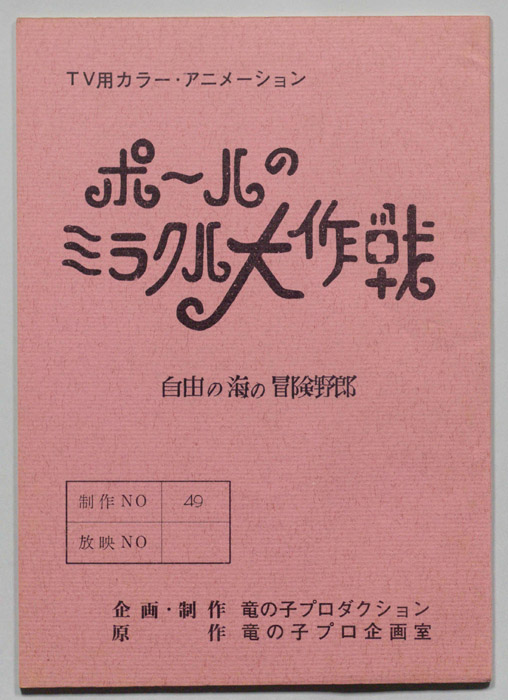 TV用カラー・アニメーション
ポールの
ミラクル大作戦
自由の海の冒険野郎
制作NO 49
放映NO
企画・制作 竜の子プロダクション
原作 竜の子プロ企画室